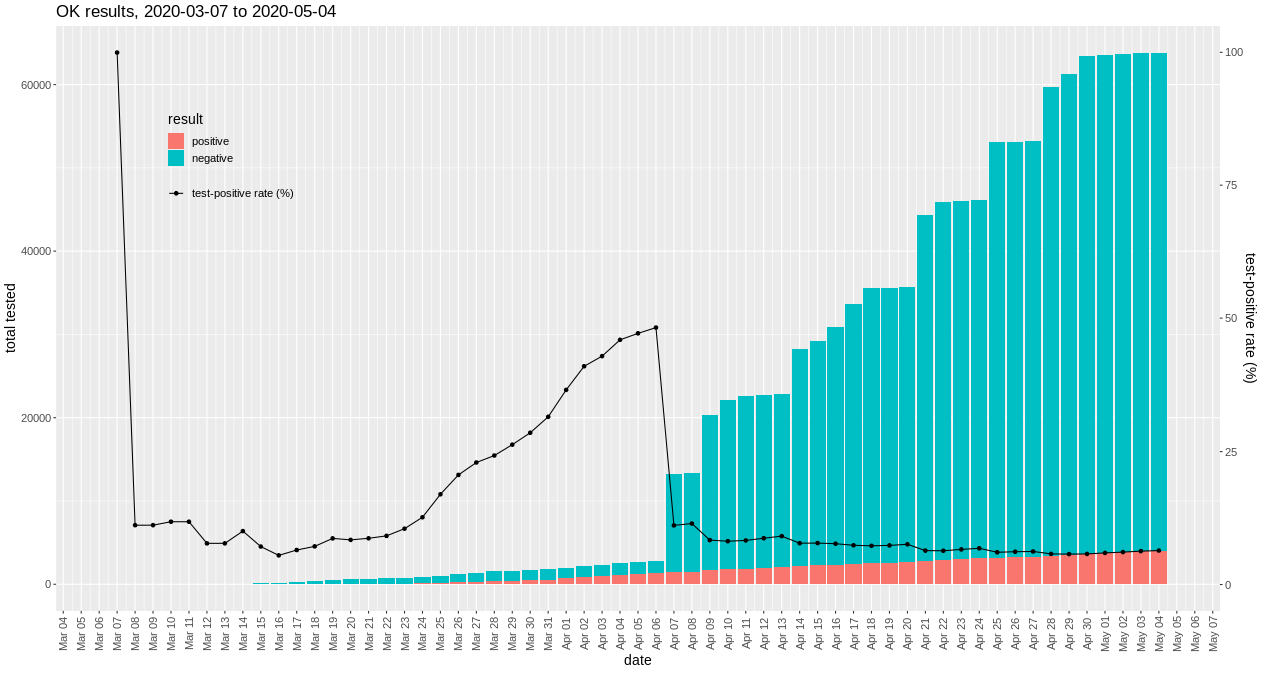 OK results, 2020-03-07 to 2020-05-04
total tested
60000
40000
20000
0
result
positive
negative
test-positive rate (%)
100
75
50
25
0
test-positive rate (%)
Mar 04
Mar 05
Mar 06
Mar 07
Mar 08
Mar 09
Mar 10
Mar 11
Mar 12
Mar 13
Mar 14
Mar 15
Mar 16
Mar 17
Mar 18
Mar 19
Mar 20
Mar 21
Mar 22
Mar 23
Mar 24
Mar 25
Mar 26
Mar 27
Mar 28
Mar 29
Mar 30
Mar 31
Apr 01
Apr 02
Apr 03
Apr 04
Apr 05
Apr 06
Apr 07
Apr 08
Apr 09
Apr 10
Apr 11
Apr 12
Apr 13
Apr 14
Apr 15
Apr 16
Apr 17
Apr 18
Apr 19
Apr 20
Apr 21
Apr 22
Apr 23
Apr 24
Apr 25
Apr 26
Apr 27
Apr 28
Apr 29
Apr 30
May 01
May 02
May 03
May 04
May 05
May 06
May 07
date